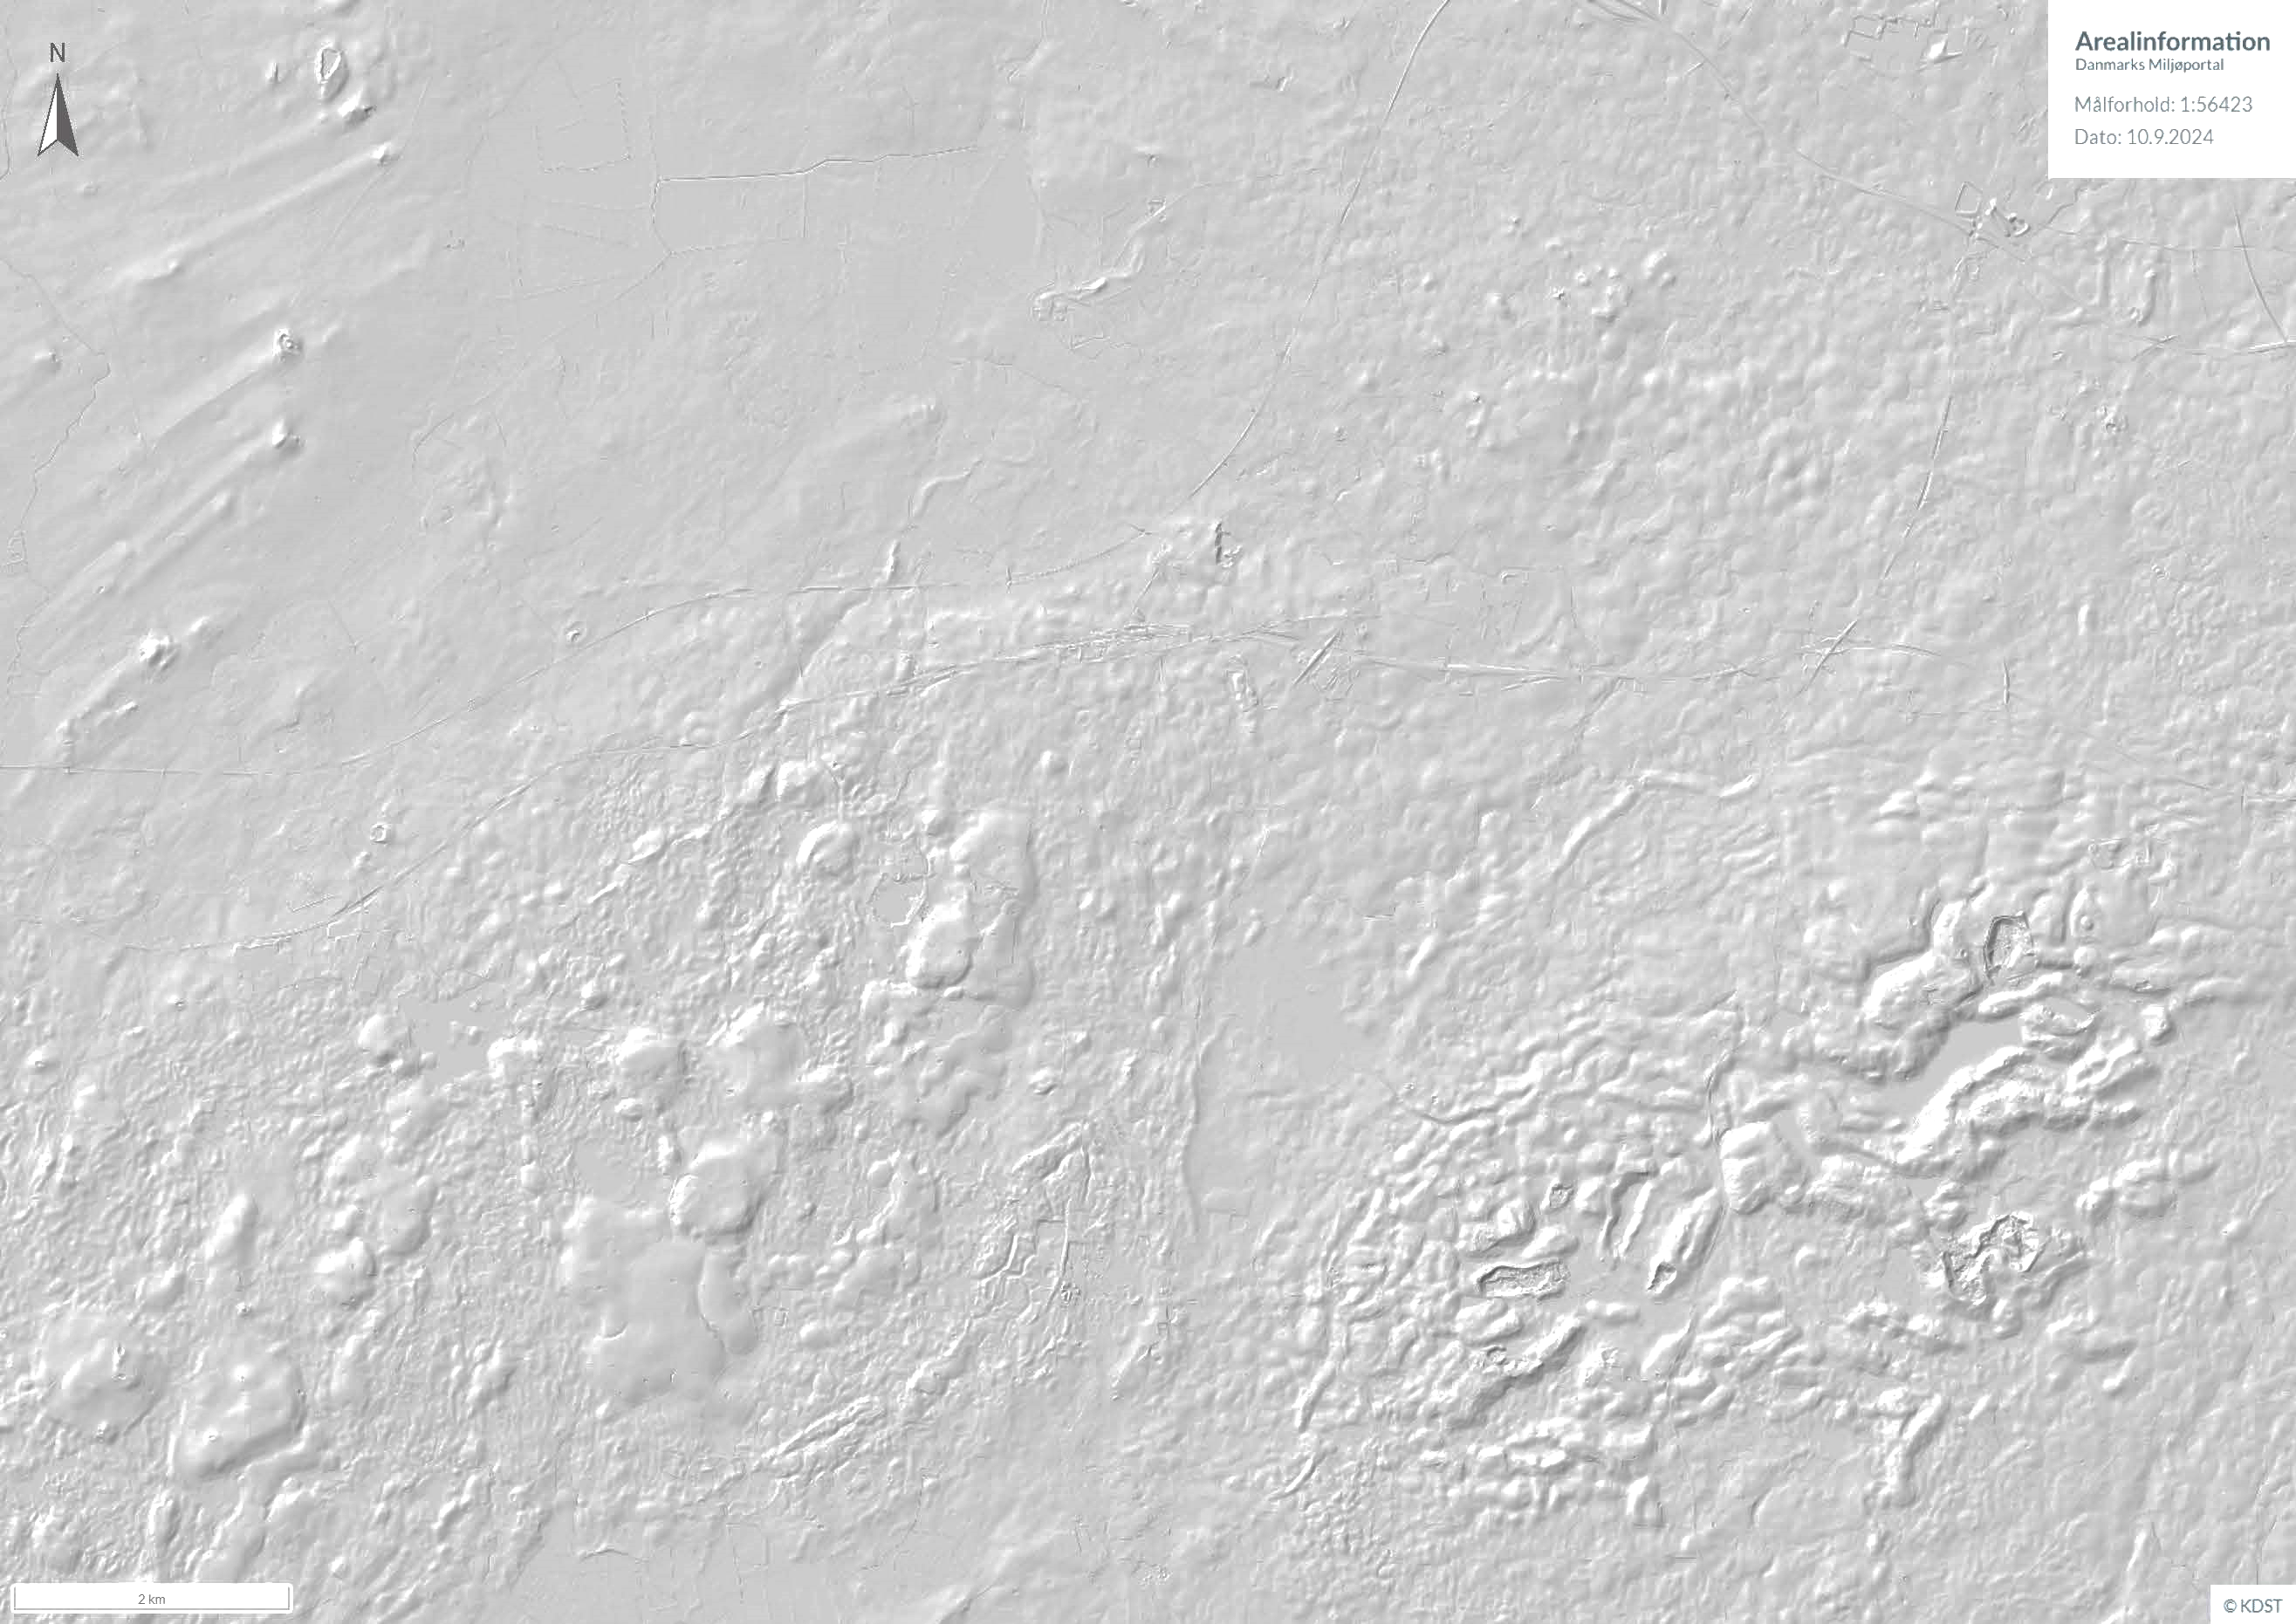 N
Arealinformation
Danmarks Miljøportal
Målforhold: 1:56423
Dato: 10.9.2024
2 km
© KDST